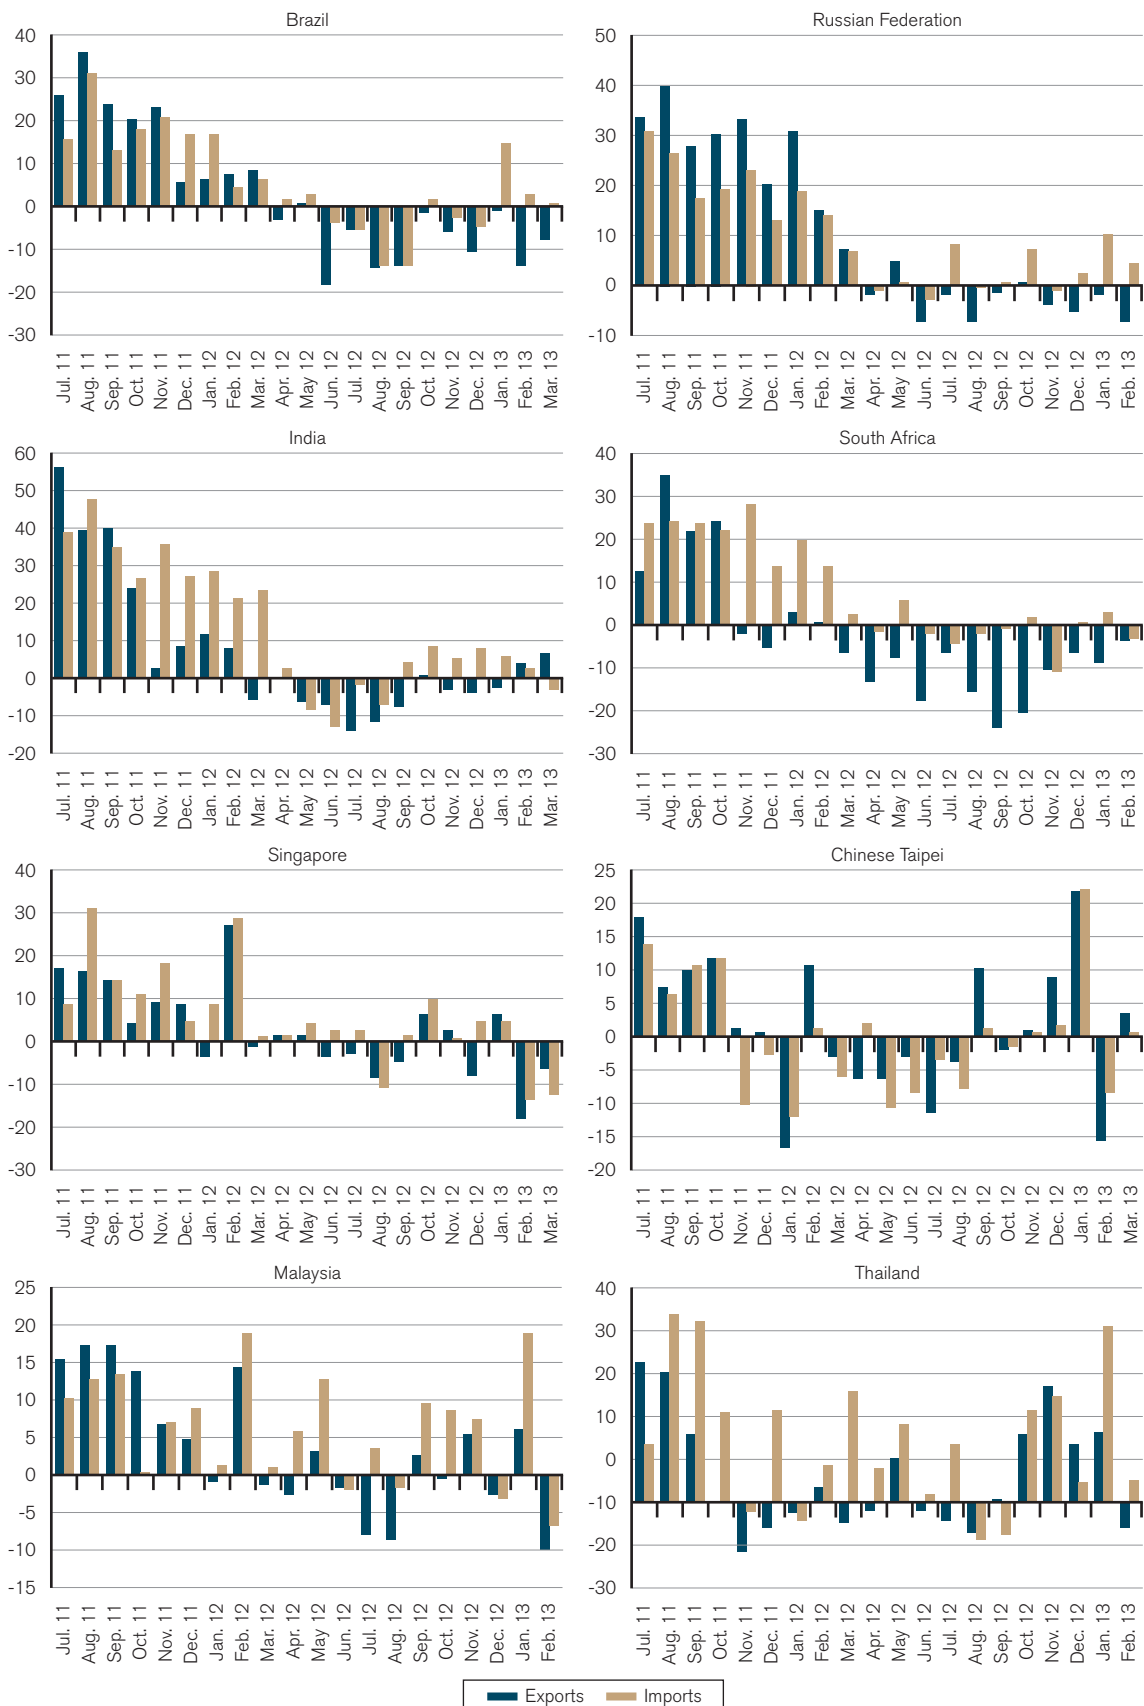 Brazil
40
30
20
10
0
-10
-20
-30
Jul. 11
Aug. 11
Sep. 11
Oct. 11
Nov. 11
Dec. 11
Jan. 12
Feb. 12
Mar. 12
Apr. 12
May 12
Jun. 12
Jul. 12
Aug. 12
Sep. 12
Oct. 12
Nov. 12
Dec. 12
Jan. 13
Feb. 13
Mar. 13
Russian Federation
50
40
30
20
10
0
-10
Jul. 11
Aug. 11
Sep. 11
Oct. 11
Nov. 11
Dec. 11
Jan. 12
Feb. 12
Mar. 12
Apr. 12
May 12
Jun. 12
Jul. 12
Aug. 12
Sep. 12
Oct. 12
Nov. 12
Dec. 12
Jan. 13
Feb. 13
India
60
50
40
30
20
10
0
-10
-20
Jul. 11
Aug. 11
Sep. 11
Oct. 11
Nov. 11
Dec. 11
Jan. 12
Feb. 12
Mar. 12
Apr. 12
May 12
Jun. 12
Jul. 12
Aug. 12
Sep. 12
Oct. 12
Nov. 12
Dec. 12
Jan. 13
Feb. 13
Mar. 13
South Africa
40
30
20
10
0
-10
-20
-30
Jul. 11
Aug. 11
Sep. 11
Oct. 11
Nov. 11
Dec. 11
Jan. 12
Feb. 12
Mar. 12
Apr. 12
May 12
Jun. 12
Jul. 12
Aug. 12
Sep. 12
Oct. 12
Nov. 12
Dec. 12
Jan. 13
Feb. 13
Singapore
40
30
20
10
0
-10
-20
-30
Jul. 11
Aug. 11
Sep. 11
Oct. 11
Nov. 11
Dec. 11
Jan. 12
Feb. 12
Mar. 12
Apr. 12
May 12
Jun. 12
Jul. 12
Aug. 12
Sep. 12
Oct. 12
Nov. 12
Dec. 12
Jan. 13
Feb. 13
Mar. 13
Chinese Taipei
25
20
15
10
5
0
-5
-10
-15
-20
Jul. 11
Aug. 11
Sep. 11
Oct. 11
Nov. 11
Dec. 11
Jan. 12
Feb. 12
Mar. 12
Apr. 12
May 12
Jun. 12
Jul. 12
Aug. 12
Sep. 12
Oct. 12
Nov. 12
Dec. 12
Jan. 13
Feb. 13
Mar. 13
Malaysia
25
20
15
10
5
0
-5
-10
-15
Jul. 11
Aug. 11
Sep. 11
Oct. 11
Nov. 11
Dec. 11
Jan. 12
Feb. 12
Mar. 12
Apr. 12
May 12
Jun. 12
Jul. 12
Aug. 12
Sep. 12
Oct. 12
Nov. 12
Dec. 12
Jan. 13
Feb. 13
Thailand
40
30
20
10
0
-10
-20
-30
Jul. 11
Aug. 11
Sep. 11
Oct. 11
Nov. 11
Dec. 11
Jan. 12
Feb. 12
Mar. 12
Apr. 12
May 12
Jun. 12
Jul. 12
Aug. 12
Sep. 12
Oct. 12
Nov. 12
Dec. 12
Jan. 13
Feb. 13
Exports
Imports